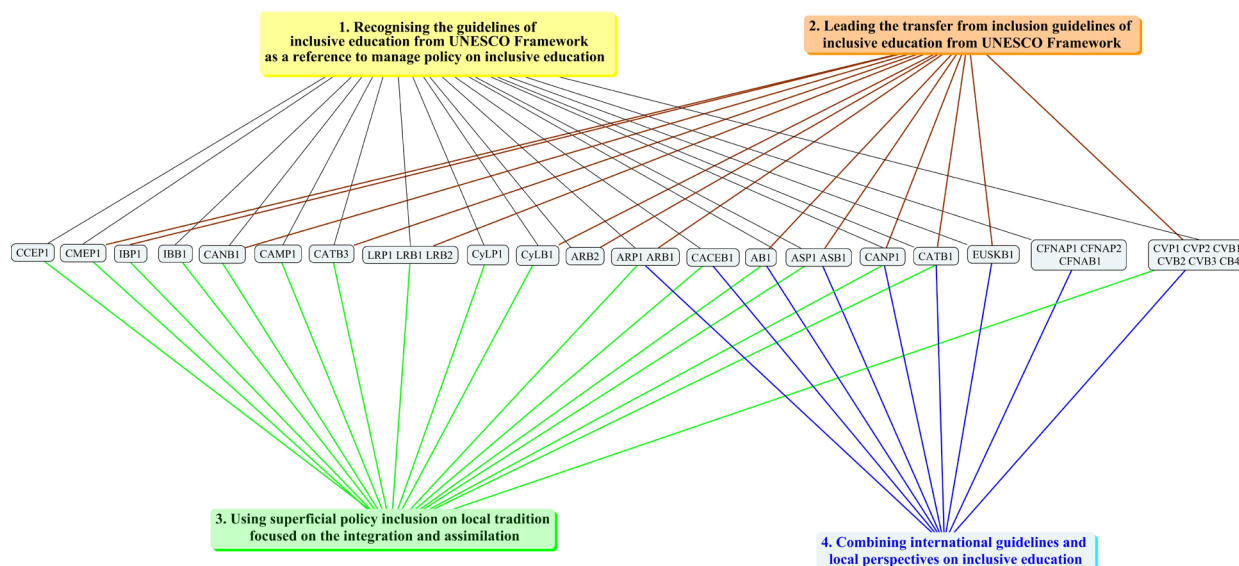 1. Recognising the guidelines of
inclusive education from UNESCO Framework
as a reference to manage policy on inclusive education
2. Leading the transfer from inclusion guidelines of
inclusive education from UNESCO Framework
CCEP1
CMEP1
IBP1
IBB1
CANB1
CAMP1
CATB3
LRP1 LRB1 LRB2
CyLP1
CyLB1
ARB2
ARP1 ARB1
CACEB1
AB1
ASP1 ASB1
CANP1
CATB1
EUSKB1
CFNAP1 CFNAP2
CFNAB1
CVP1 CVP2 CVB1
CVB2 CVB3 CB4
3. Using superficial policy inclusion on local tradition
focused on the integration and assimilation
4. Combining international guidelines and
local perspectives on inclusive education